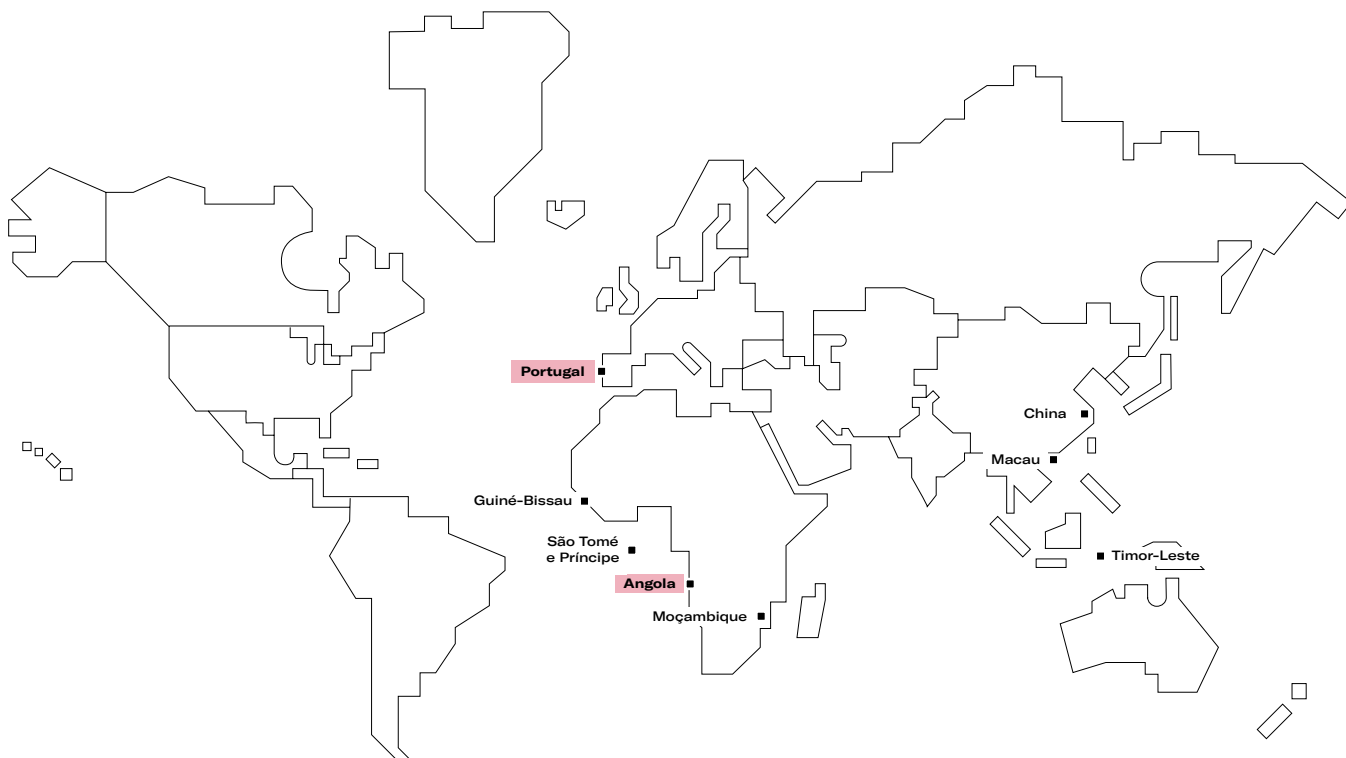 Portugal
China
Macau
Guiné-Bissau
São Tomé
e Príncipe
Timor-Leste
Angola
Moçambique